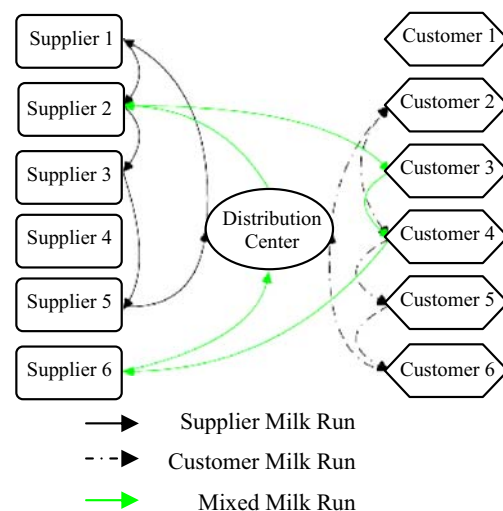 Supplier 1
Supplier 2
Supplier 3
Supplier 4
Supplier 5
Supplier 6
Distribution
Center
Customer 1
Customer 2
Customer 3
Customer 4
Customer 5
Customer 6
Supplier Milk Run
Customer Milk Run
Mixed Milk Run